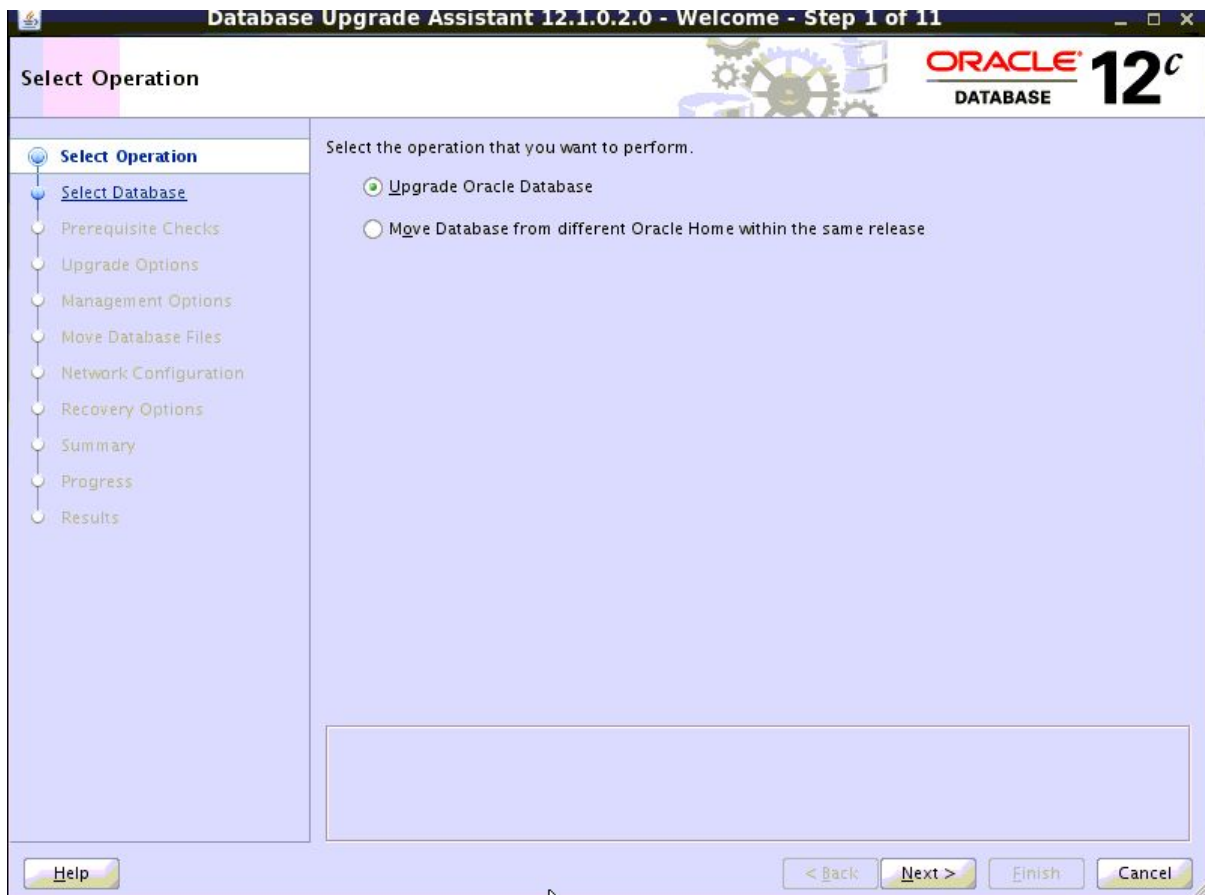 Database Upgrade Assistant 12.1.0.2.0 - Welcome - Step 1 of 11
Select Operation
ORACLE
DATABASE
12c
Select Operation
Select Database
Prerequisite Checks
Upgrade Options
Management Options
Move Database Files
Network Configuration
Recovery Options
Summary
Progress
Results
Select the operation that you want to perform.
Upgrade Oracle Database
Move Database from different Oracle Home within the same release
Help
< Back
Next >
Finish
Cancel